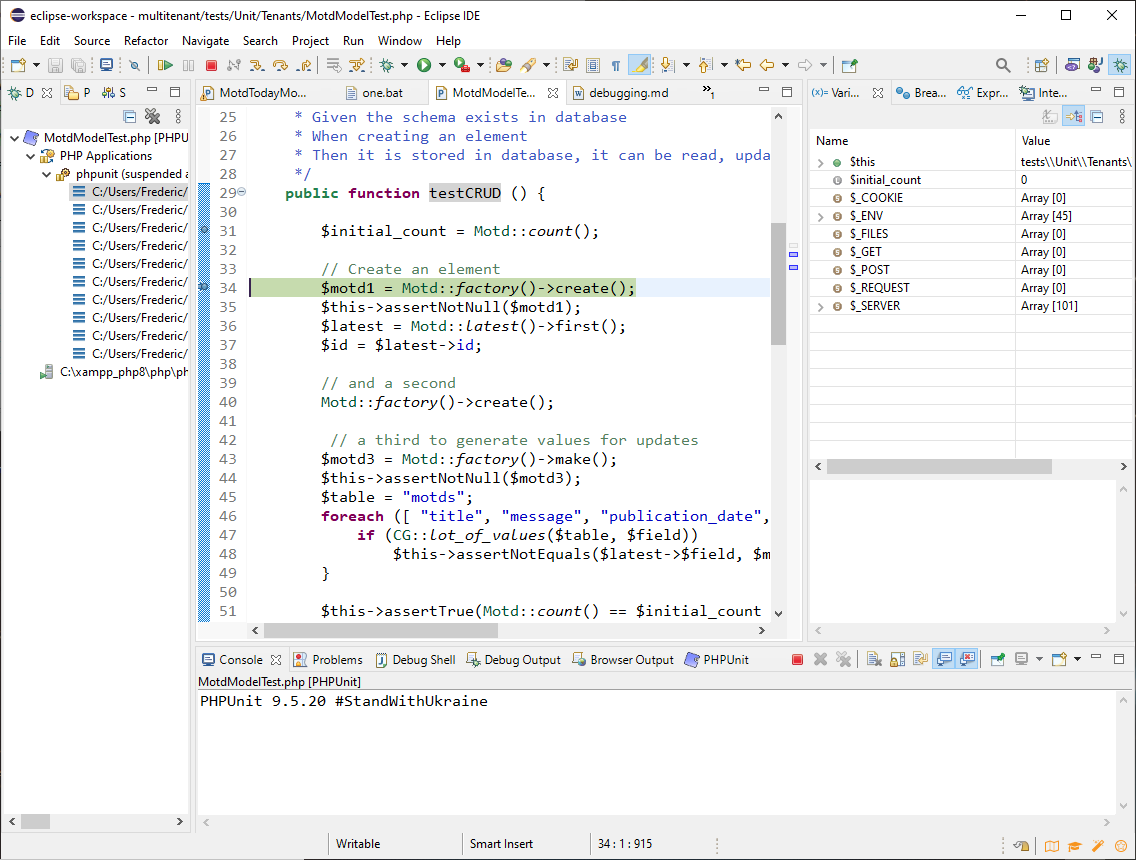 eclipse-workspace - multitenant/tests/Unit/Tenants/MotdModelTest.php - Eclipse IDE
File Edit Source Refactor Navigate Search Project Run Window Help
D P S
MotdModelTest.php [PHPU
PHP Applications
phpunit (suspended a
C:/Users/Frederic/
C:/Users/Frederic/
C:/Users/Frederic/
C:/Users/Frederic/
C:/Users/Frederic/
C:/Users/Frederic/
C:/Users/Frederic/
C:/Users/Frederic/
C:/Users/Frederic/
C:/Users/Frederic/
C:\xampp_php8\php\ph
MotdTodayMo... one.bat MotdModelTe... debugging.md »1
25 * Given the schema exists in database
26 * When creating an element
27 * Then it is stored in database, it can be read, upda
28 */
29 public function testCRUD () {
30
31 $initial_count = Motd::count();
32
33 // Create an element
34 $motd1 = Motd::factory()->create();
35 $this->assertNotNull($motd1);
36 $latest = Motd::latest()->first();
37 $id = $latest->id;
38
39 // and a second
40 Motd::factory()->create();
41
42 // a third to generate values for updates
43 $motd3 = Motd::factory()->make();
44 $this->assertNotNull($motd3);
45 $table = "motds";
46 foreach ([ "title", "message", "publication_date",
47 if (CG::lot_of_values($table, $field))
48 $this->assertNotEquals($latest->$field, $m
49 }
50
51 $this->assertTrue(Motd::count() == $initial_count
(x)= Vari... Brea... Expr... Inte...
Name Value
$this tests\\Unit\\Tenants\
$initial_count 0
$_COOKIE Array [0]
$_ENV Array [45]
$_FILES Array [0]
$_GET Array [0]
$_POST Array [0]
$_REQUEST Array [0]
$_SERVER Array [101]
Console Problems Debug Shell Debug Output Browser Output PHPUnit
MotdModelTest.php [PHPUnit]
PHPUnit 9.5.20 #StandWithUkraine
Writable Smart Insert 34 : 1 : 915